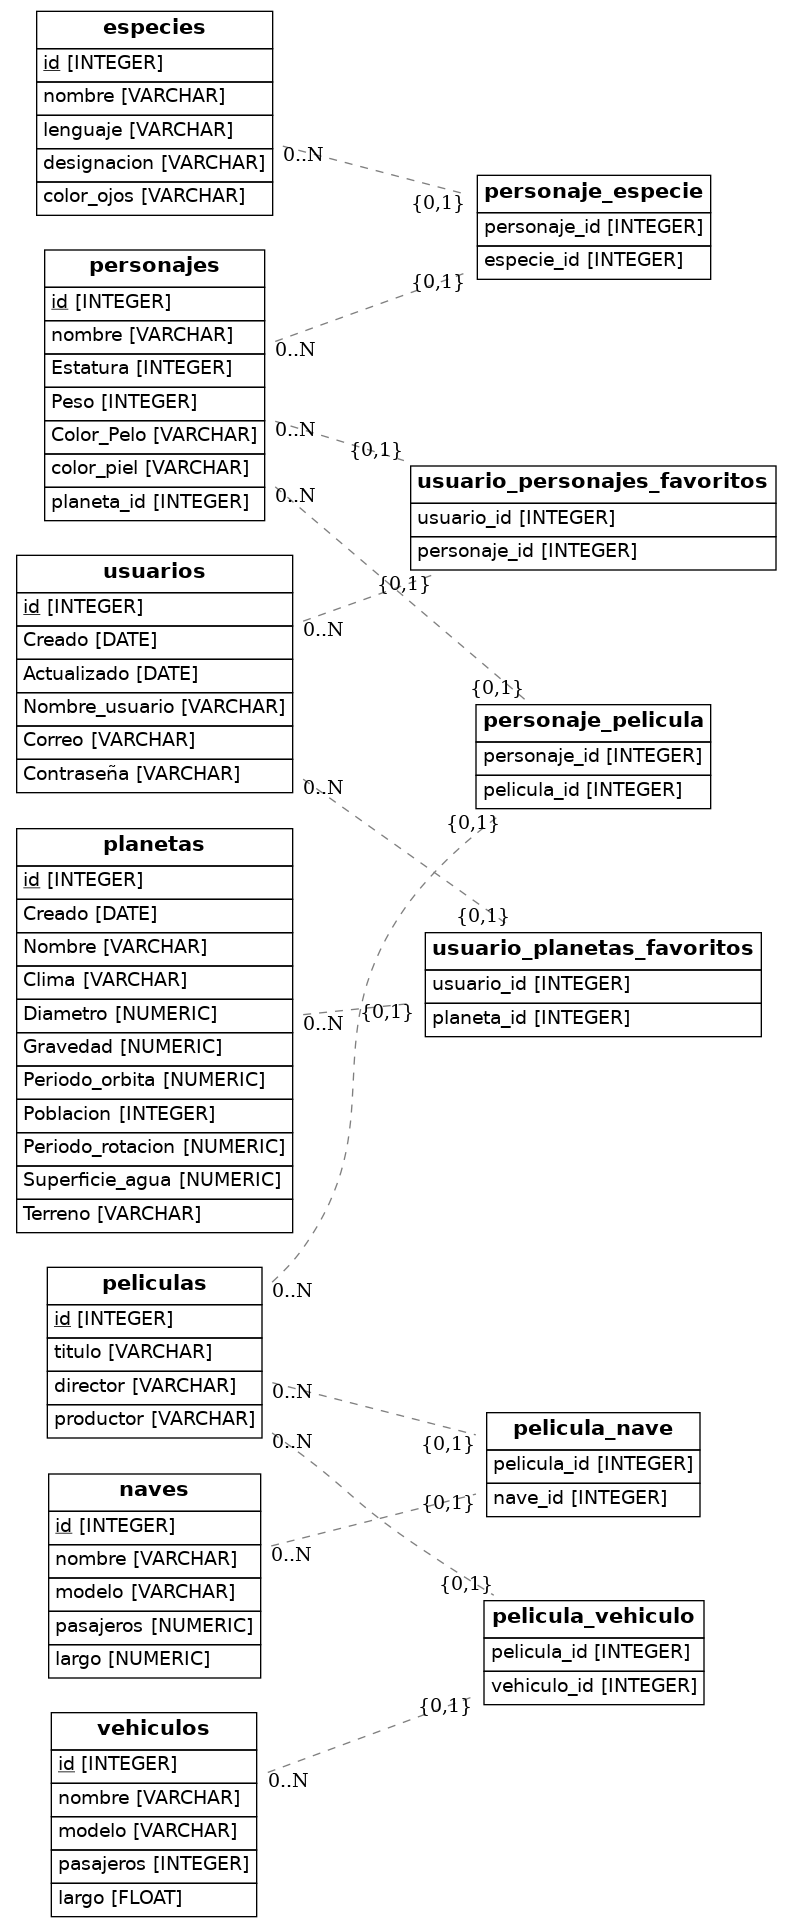 especies
id [INTEGER]
nombre [VARCHAR]
lenguaje [VARCHAR]
designacion [VARCHAR]
color_ojos [VARCHAR]
0..N
{0,1}
personaje_especie
personaje_id [INTEGER]
especie_id [INTEGER]
personajes
id [INTEGER]
nombre [VARCHAR]
Estatura [INTEGER]
Peso [INTEGER]
Color_Pelo [VARCHAR]
color_piel [VARCHAR]
planeta_id [INTEGER]
{0,1}
0..N
0..N
{0,1}
0..N
usuario_personajes_favoritos
usuario_id [INTEGER]
personaje_id [INTEGER]
usuarios
id [INTEGER]
Creado [DATE]
Actualizado [DATE]
Nombre_usuario [VARCHAR]
Correo [VARCHAR]
Contraseña [VARCHAR]
{0,1}
0..N
{0,1}
personaje_pelicula
personaje_id [INTEGER]
pelicula_id [INTEGER]
0..N
{0,1}
planetas
id [INTEGER]
Creado [DATE]
Nombre [VARCHAR]
Clima [VARCHAR]
Diametro [NUMERIC]
Gravedad [NUMERIC]
Periodo_orbita [NUMERIC]
Poblacion [INTEGER]
Periodo_rotacion [NUMERIC]
Superficie_agua [NUMERIC]
Terreno [VARCHAR]
{0,1}
usuario_planetas_favoritos
usuario_id [INTEGER]
planeta_id [INTEGER]
0..N
{0,1}
peliculas
id [INTEGER]
titulo [VARCHAR]
director [VARCHAR]
productor [VARCHAR]
0..N
0..N
{0,1}
0..N
pelicula_nave
pelicula_id [INTEGER]
nave_id [INTEGER]
naves
id [INTEGER]
nombre [VARCHAR]
modelo [VARCHAR]
pasajeros [NUMERIC]
largo [NUMERIC]
{0,1}
0..N
{0,1}
pelicula_vehiculo
pelicula_id [INTEGER]
vehiculo_id [INTEGER]
vehiculos
id [INTEGER]
nombre [VARCHAR]
modelo [VARCHAR]
pasajeros [INTEGER]
largo [FLOAT]
{0,1}
0..N